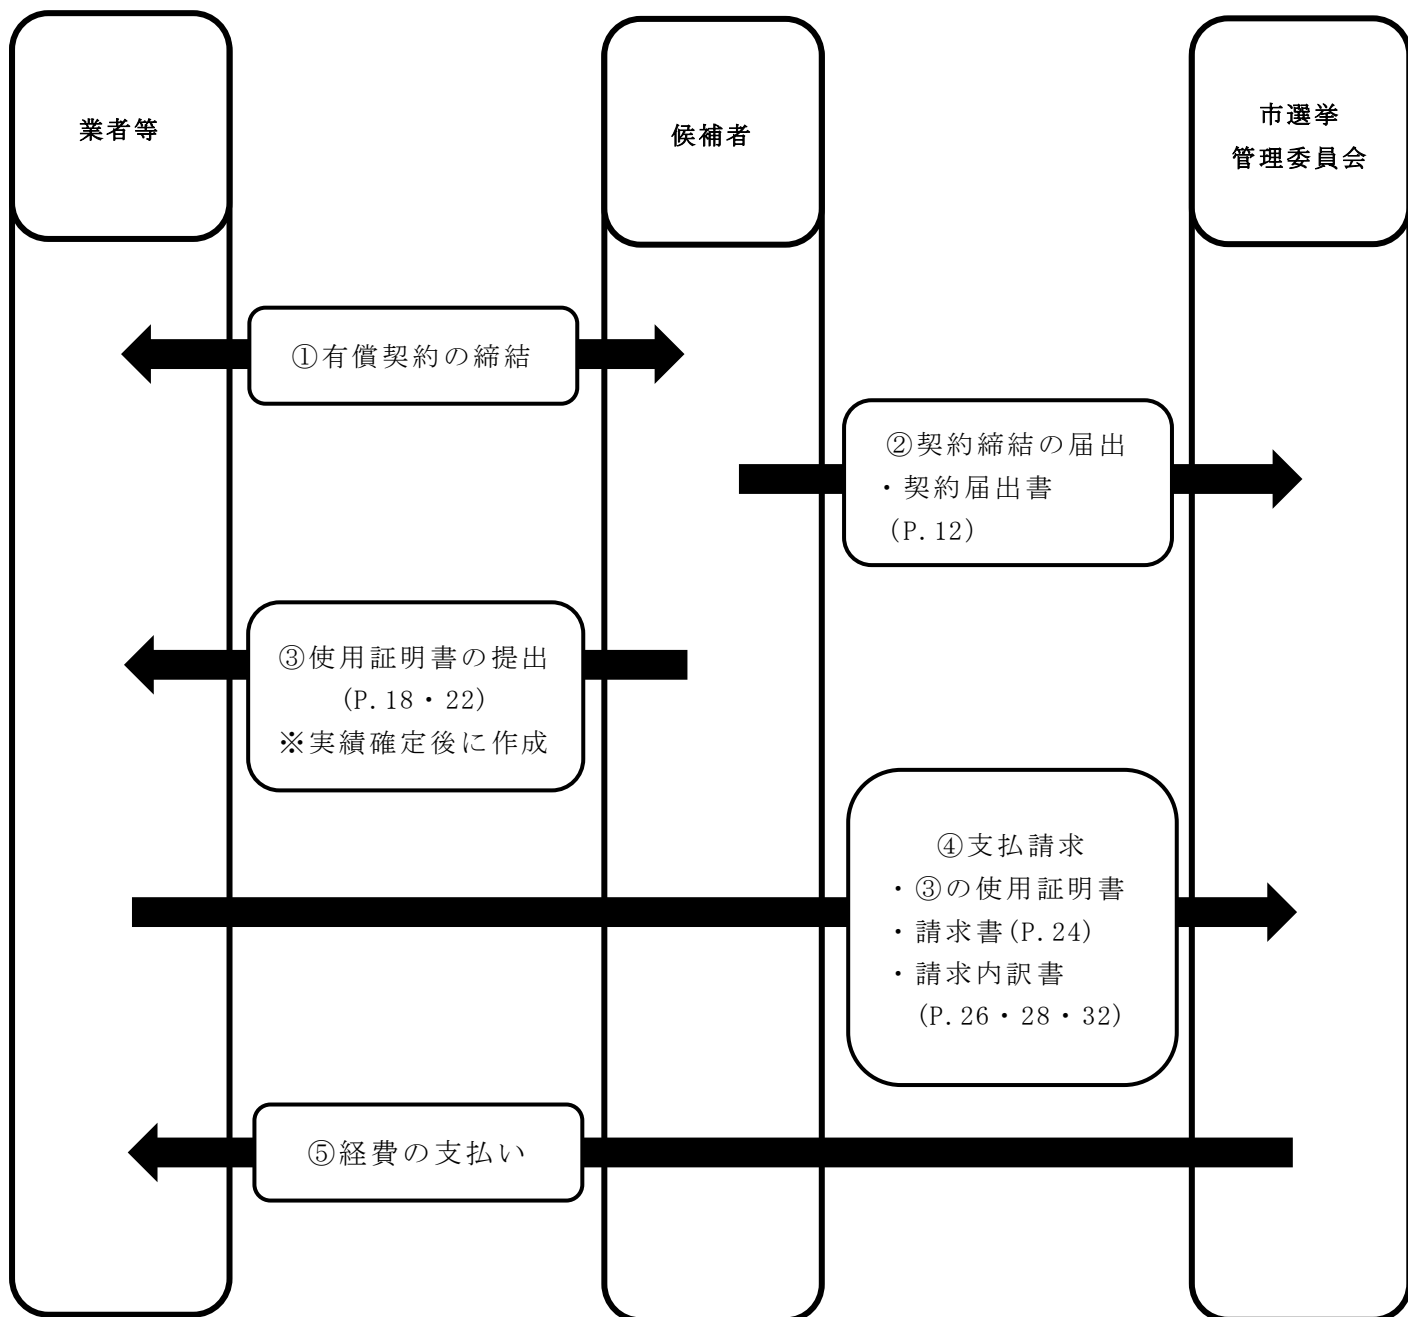 業者等
候補者
市選挙
管理委員会
①有償契約の締結
②契約締結の届出
・契約届出書
(P.12)
③使用証明書の提出
(P.18・22)
※実績確定後に作成
④支払請求
・③の使用証明書
・請求書(P.24)
・請求内訳書
(P.26・28・32)
⑤経費の支払い